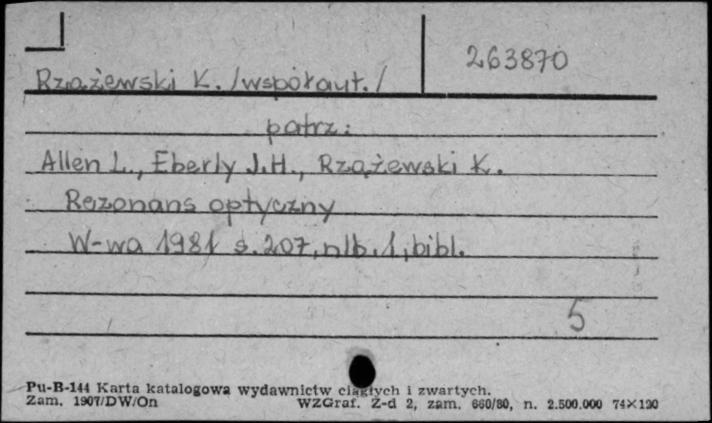 263870
Rzążewski K. /współaut./
patrz:
Allen L., Eberly J.H., Rzążewski K.
Rezonans optyczny
W-wa 1981 s. 207, nlb. 1, bibl.
5
Pu-B-144 Karta katalogowa wydawnictw ciągłych i zwartych.
Zam. 1907/DW/On WZGraf. Z-d 2, zam. 660/80, n. 2.500.000 74×120